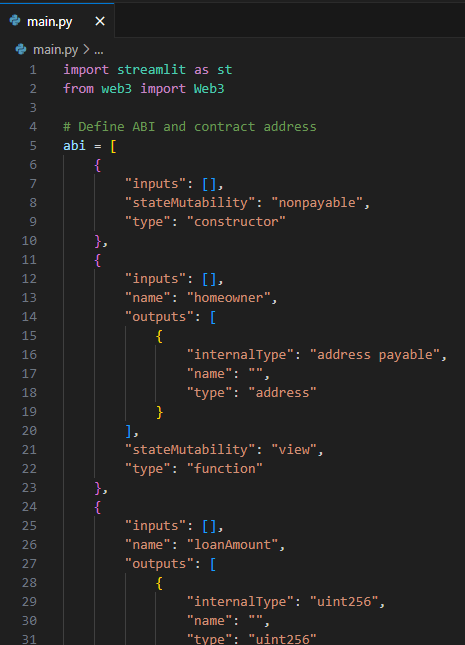 main.py ×
main.py > ...
1 import streamlit as st
2 from web3 import Web3
3
4 # Define ABI and contract address
5 abi = [
6     {
7         "inputs": [],
8         "stateMutability": "nonpayable",
9         "type": "constructor"
10     },
11     {
12         "inputs": [],
13         "name": "homeowner",
14         "outputs": [
15             {
16                 "internalType": "address payable",
17                 "name": "",
18                 "type": "address"
19             }
20         ],
21         "stateMutability": "view",
22         "type": "function"
23     },
24     {
25         "inputs": [],
26         "name": "loanAmount",
27         "outputs": [
28             {
29                 "internalType": "uint256",
30                 "name": "",
31                 "type": "uint256"